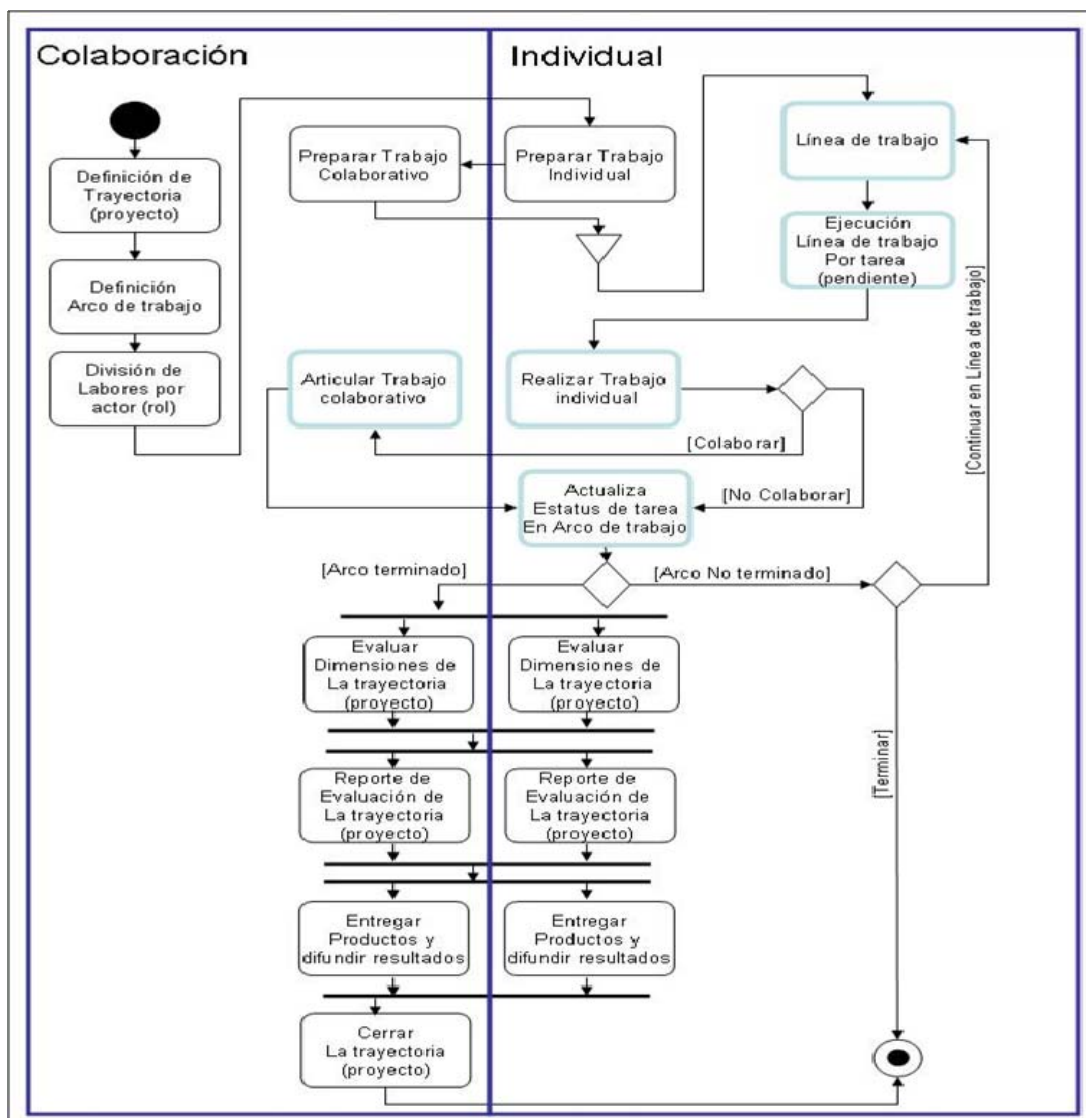 Colaboración
Individual
Definición de
Trayectoria
(proyecto)
Definición
Arco de trabajo
División de
Labores por
actor (rol)
Preparar Trabajo
Colaborativo
Preparar Trabajo
Individual
Línea de trabajo
Ejecución
Línea de trabajo
Por tarea
(pendiente)
[Continuar en Línea de trabajo]
Articular Trabajo
colaborativo
Realizar Trabajo
individual
[Colaborar]
[No Colaborar]
Actualiza
Estatus de tarea
En Arco de trabajo
[Arco terminado]
[Arco No terminado]
Evaluar
Dimensiones de
La trayectoria
(proyecto)
Evaluar
Dimensiones de
La trayectoria
(proyecto)
Reporte de
Evaluación de
La trayectoria
(proyecto)
Reporte de
Evaluación de
La trayectoria
(proyecto)
[Terminar]
Entregar
Productos y
difundir resultados
Entregar
Productos y
difundir resultados
Cerrar
La trayectoria
(proyecto)